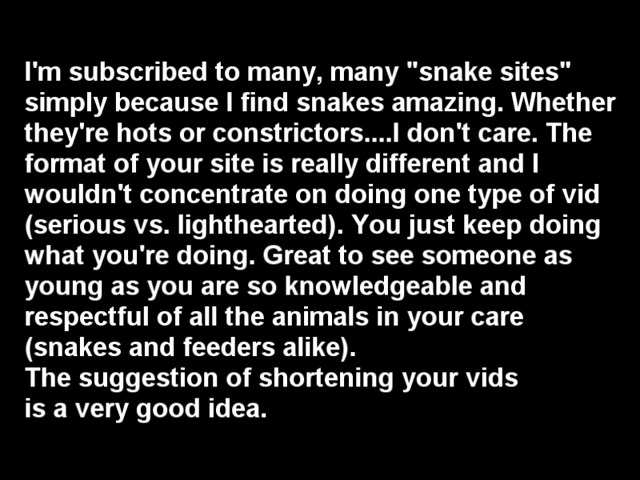 I'm subscribed to many, many "snake sites"
simply because I find snakes amazing. Whether
they're hots or constrictors....I don't care. The
format of your site is really different and I
wouldn't concentrate on doing one type of vid
(serious vs. lighthearted). You just keep doing
what you're doing. Great to see someone as
young as you are so knowledgeable and
respectful of all the animals in your care
(snakes and feeders alike).
The suggestion of shortening your vids
is a very good idea.